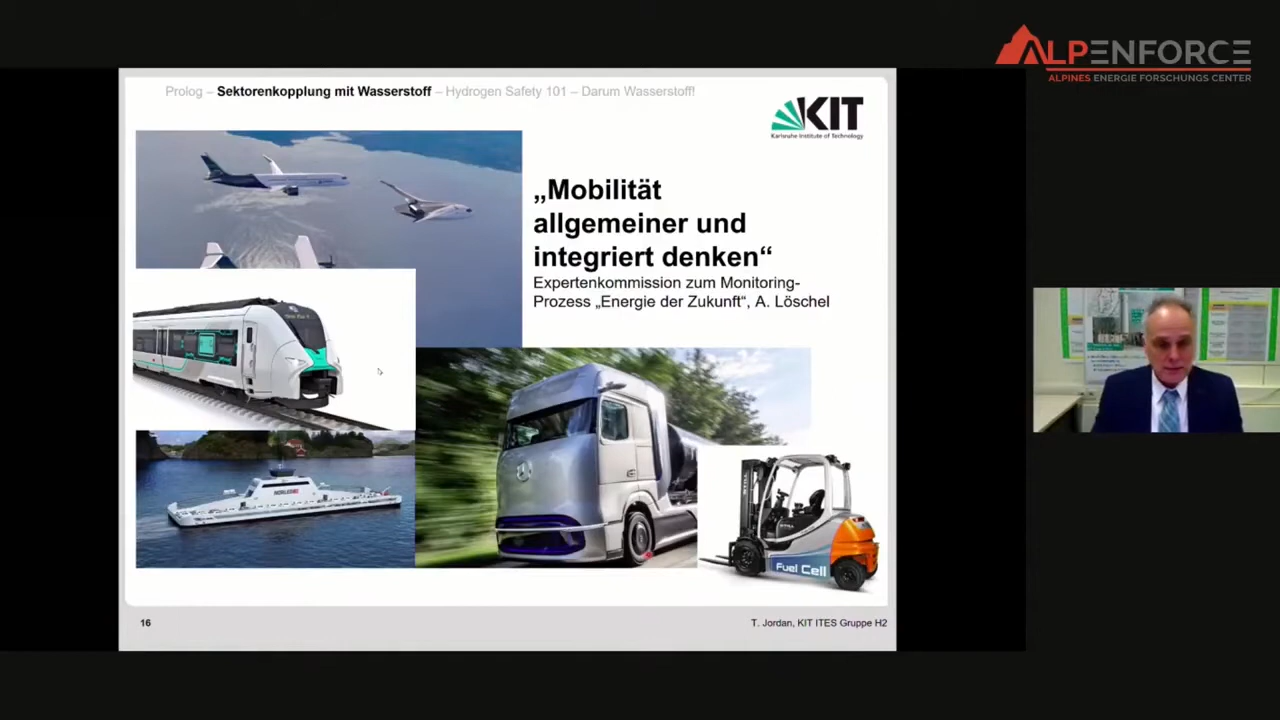 ALPENFORCE
ALPINES ENERGIE FORSCHUNGS CENTER
Prolog – Sektorenkopplung mit Wasserstoff – Hydrogen Safety 101 – Darum Wasserstoff!
KIT
Karlsruhe Institute of Technology
„Mobilität
allgemeiner und
integriert denken“
Expertenkommission zum Monitoring-
Prozess „Energie der Zukunft“, A. Löschel
STILL
Fuel Cell
16
T. Jordan, KIT ITES Gruppe H2